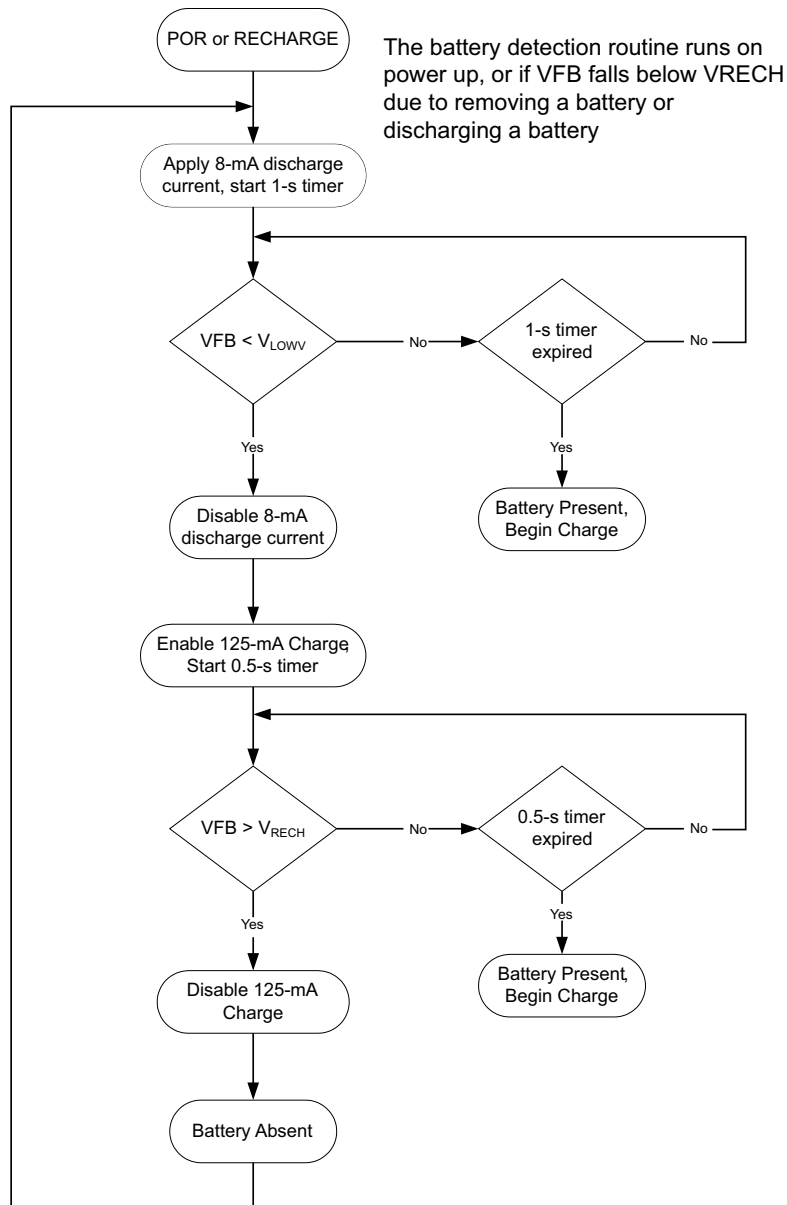 POR or RECHARGE
The battery detection routine runs on
power up, or if VFB falls below VRECH
due to removing a battery or
discharging a battery
Apply 8-mA discharge
current, start 1-s timer
VFB < VLOWV
No
1-s timer
expired
No
Yes
Yes
Disable 8-mA
discharge current
Battery Present,
Begin Charge
Enable 125-mA Charge,
Start 0.5-s timer
VFB > VRECH
No
0.5-s timer
expired
No
Yes
Yes
Disable 125-mA
Charge
Battery Present,
Begin Charge
Battery Absent